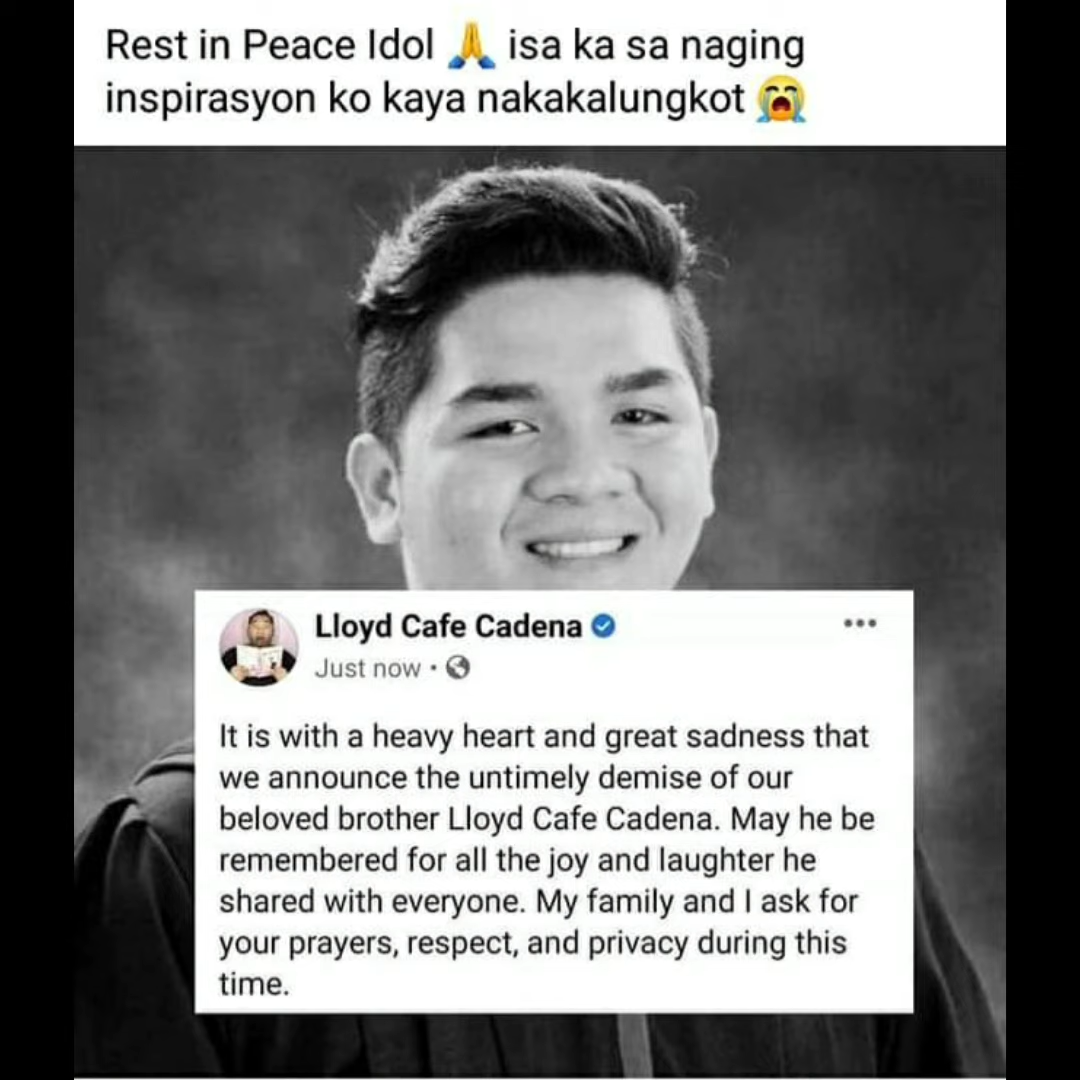 Rest in Peace Idol 🙏 isa ka sa naging
inspirasyon ko kaya nakakalungkot 😭
Lloyd Cafe Cadena
Just now ·
It is with a heavy heart and great sadness that
we announce the untimely demise of our
beloved brother Lloyd Cafe Cadena. May he be
remembered for all the joy and laughter he
shared with everyone. My family and I ask for
your prayers, respect, and privacy during this
time.